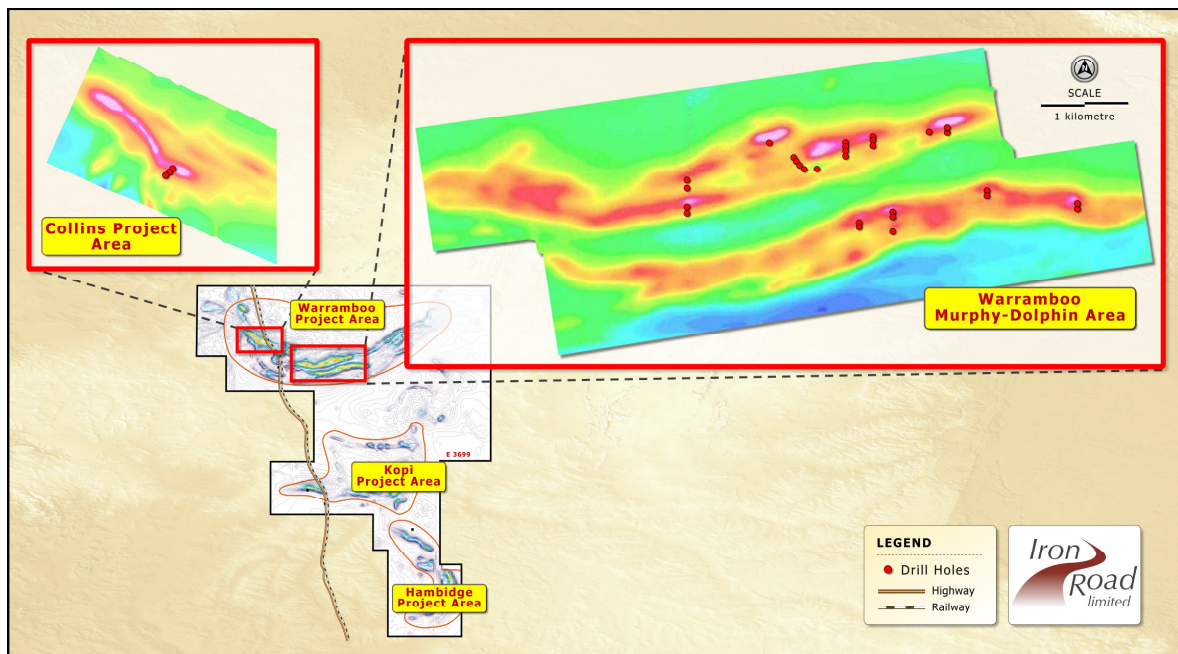 N
SCALE
1 kilometre
Collins Project
Area
Warramboo
Murphy-Dolphin Area
Warramboo
Project Area
E 3699
Kopi
Project Area
Hambidge
Project Area
LEGEND
Drill Holes
Highway
Railway
Iron
Road
limited